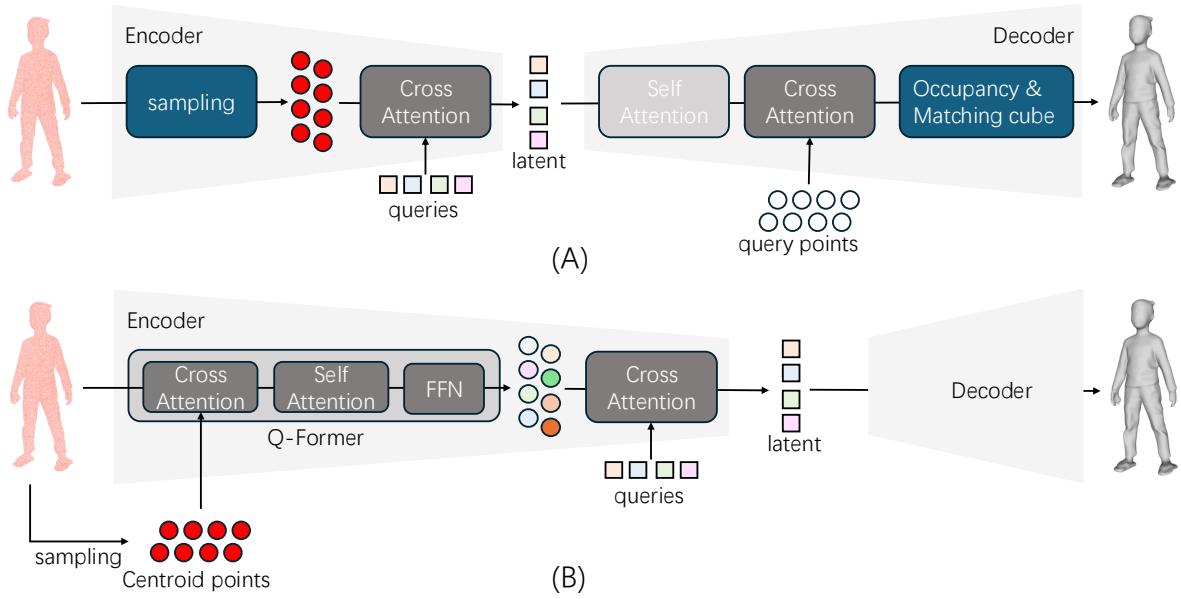 Encoder
Decoder
sampling
Cross
Attention
latent
Self
Attention
Cross
Attention
Occupancy &
Matching cube
queries
query points
(A)
Encoder
Cross
Attention
Self
Attention
FFN
Q-Former
Cross
Attention
latent
Decoder
queries
sampling
Centroid points
(B)